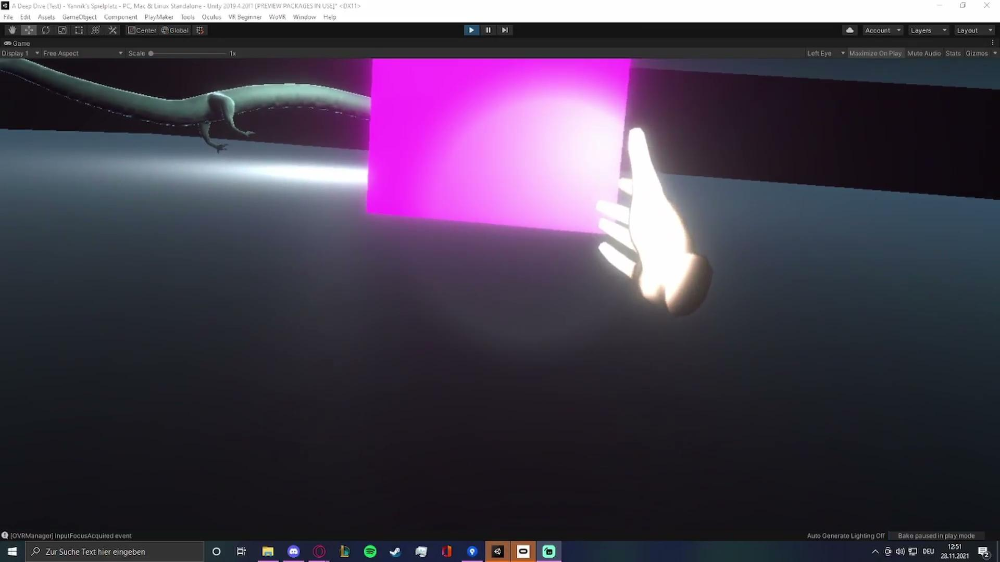 A Deep Dive (Test) - Yannik's Spielplatz - PC, Mac & Linux Standalone - Unity 2019.4.20f1 [PREVIEW PACKAGES IN USE]* <DX11>
File Edit Assets GameObject Component PlayMaker Tools Oculus VR Beginner WoVR Window Help
Center Global Account Layers Layout
Game
Display 1 Free Aspect Scale 1x Left Eye Maximize On Play Mute Audio Stats Gizmos
[OVRManager] InputFocusAcquired event Auto Generate Lighting Off Bake paused in play mode
Zur Suche Text hier eingeben DEU 12:51
28.11.2021 2